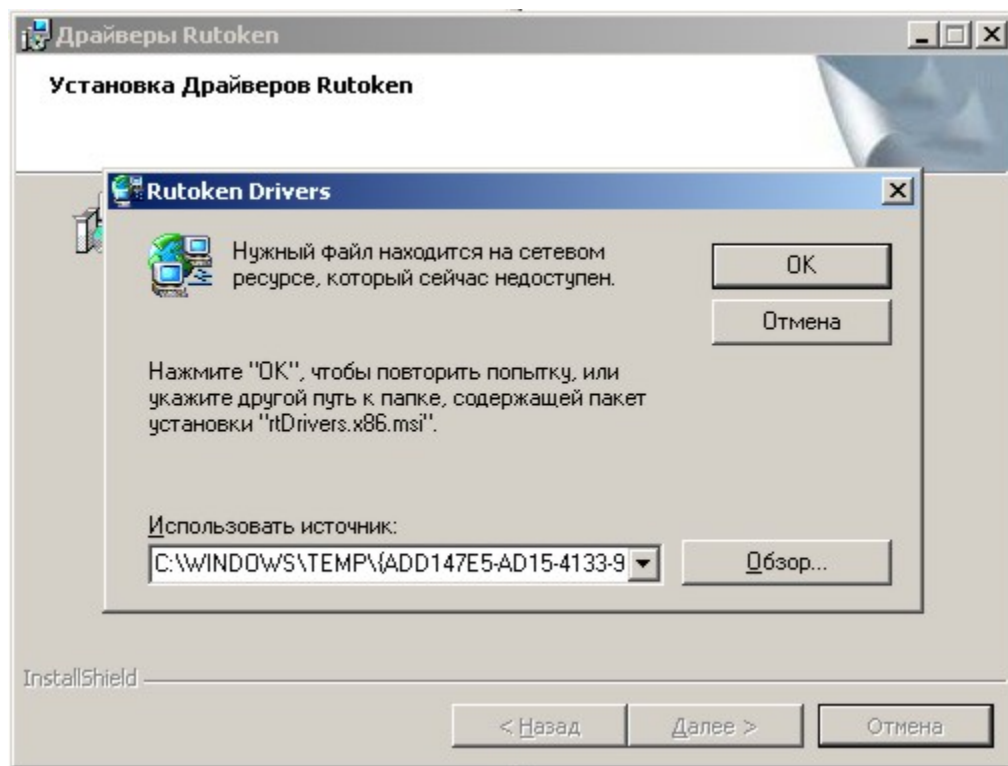 Драйверы Rutoken
Установка Драйверов Rutoken
Rutoken Drivers
Нужный файл находится на сетевом
ресурсе, который сейчас недоступен.
OK
Отмена
Нажмите "OK", чтобы повторить попытку, или
укажите другой путь к папке, содержащей пакет
установки "rtDrivers.x86.msi".
Использовать источник:
C:\WINDOWS\TEMP\{ADD147E5-AD15-4133-9
Обзор...
InstallShield
< Назад
Далее >
Отмена